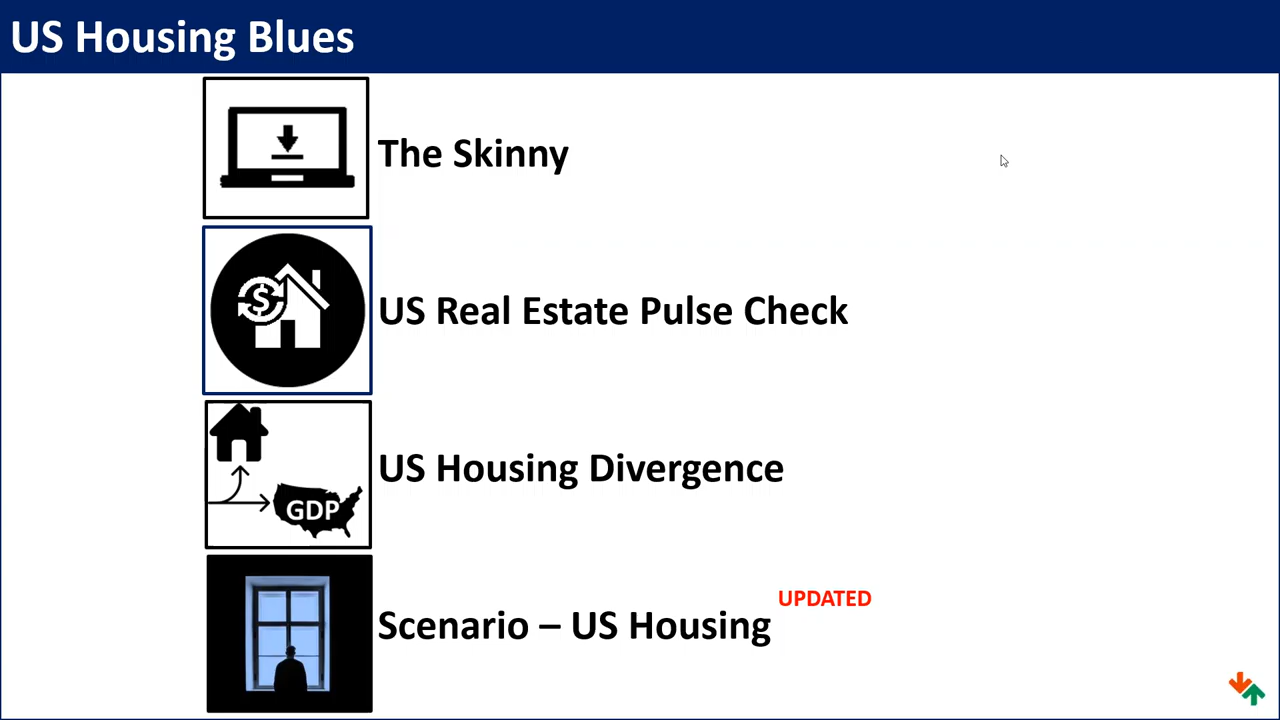 US Housing Blues
The Skinny
$
US Real Estate Pulse Check
US Housing Divergence
GDP
UPDATED
Scenario – US Housing